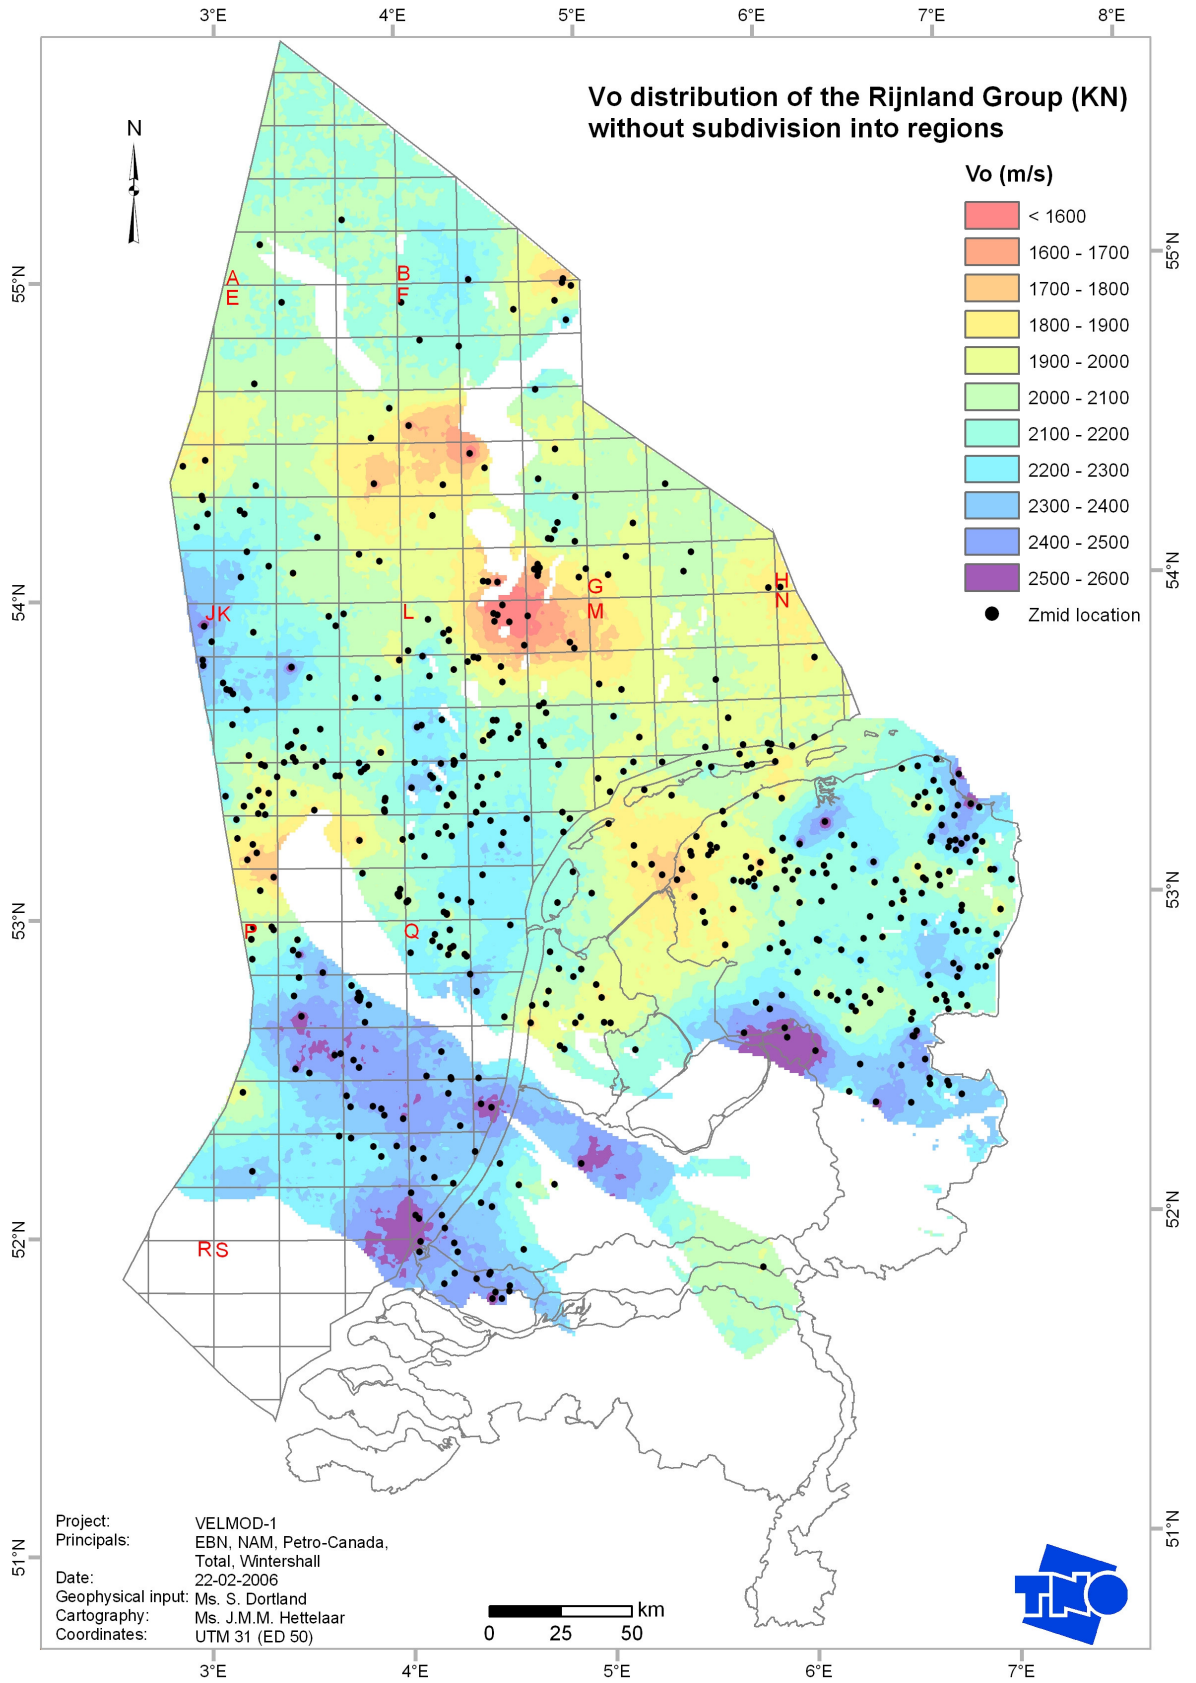 3°E 4°E 5°E 6°E 7°E 8°E
Vo distribution of the Rijnland Group (KN)
without subdivision into regions
N
Vo (m/s)
< 1600
1600 - 1700
1700 - 1800
1800 - 1900
1900 - 2000
2000 - 2100
2100 - 2200
2200 - 2300
2300 - 2400
2400 - 2500
2500 - 2600
Zmid location
55°N
55°N
54°N
54°N
53°N
53°N
52°N
52°N
51°N
51°N
A
B
E
F
G
H
J K
L
M
N
P
Q
R S
Project: VELMOD-1
Principals: EBN, NAM, Petro-Canada,
Total, Wintershall
Date: 22-02-2006
Geophysical input: Ms. S. Dortland
Cartography: Ms. J.M.M. Hettelaar
Coordinates: UTM 31 (ED 50)
km
0 25 50
TNO
3°E 4°E 5°E 6°E 7°E